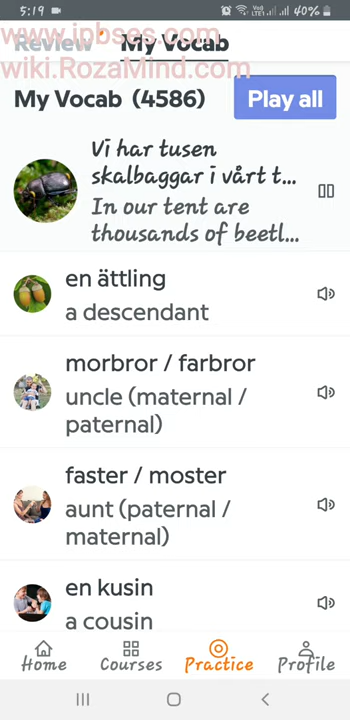 5:19 40%
www.ipbses.com
Review My Vocab
wiki.RozaMind.com
My Vocab (4586) Play all
Vi har tusen
skalbaggar i vårt t...
In our tent are
thousands of beetl...
en ättling
a descendant
morbror / farbror
uncle (maternal /
paternal)
faster / moster
aunt (paternal /
maternal)
en kusin
a cousin
Home Courses Practice Profile